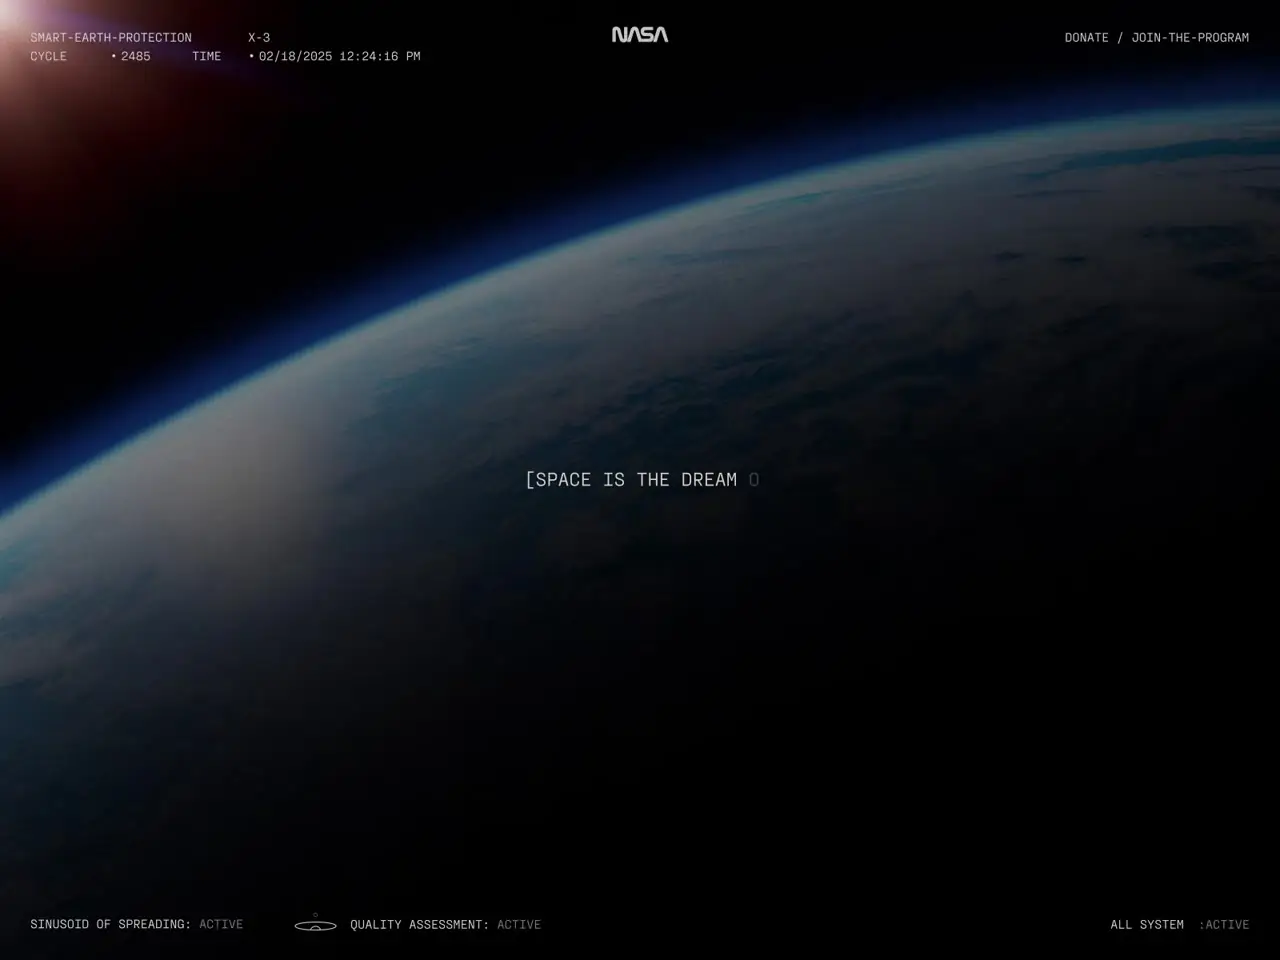 SMART-EARTH-PROTECTION X-3
CYCLE • 2485 TIME • 02/18/2025 12:24:16 PM
NASA
DONATE / JOIN-THE-PROGRAM
[SPACE IS THE DREAM O
SINUSOID OF SPREADING: ACTIVE
QUALITY ASSESSMENT: ACTIVE
ALL SYSTEM :ACTIVE